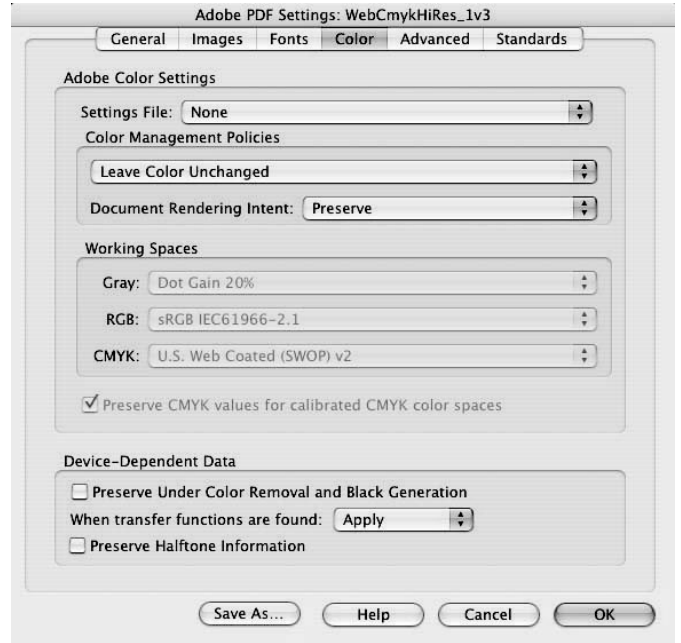 Adobe PDF Settings: WebCmykHiRes_1v3
General Images Fonts Color Advanced Standards
Adobe Color Settings
Settings File: None
Color Management Policies
Leave Color Unchanged
Document Rendering Intent: Preserve
Working Spaces
Gray: Dot Gain 20%
RGB: sRGB IEC61966-2.1
CMYK: U.S. Web Coated (SWOP) v2
Preserve CMYK values for calibrated CMYK color spaces
Device-Dependent Data
Preserve Under Color Removal and Black Generation
When transfer functions are found: Apply
Preserve Halftone Information
Save As... Help Cancel OK